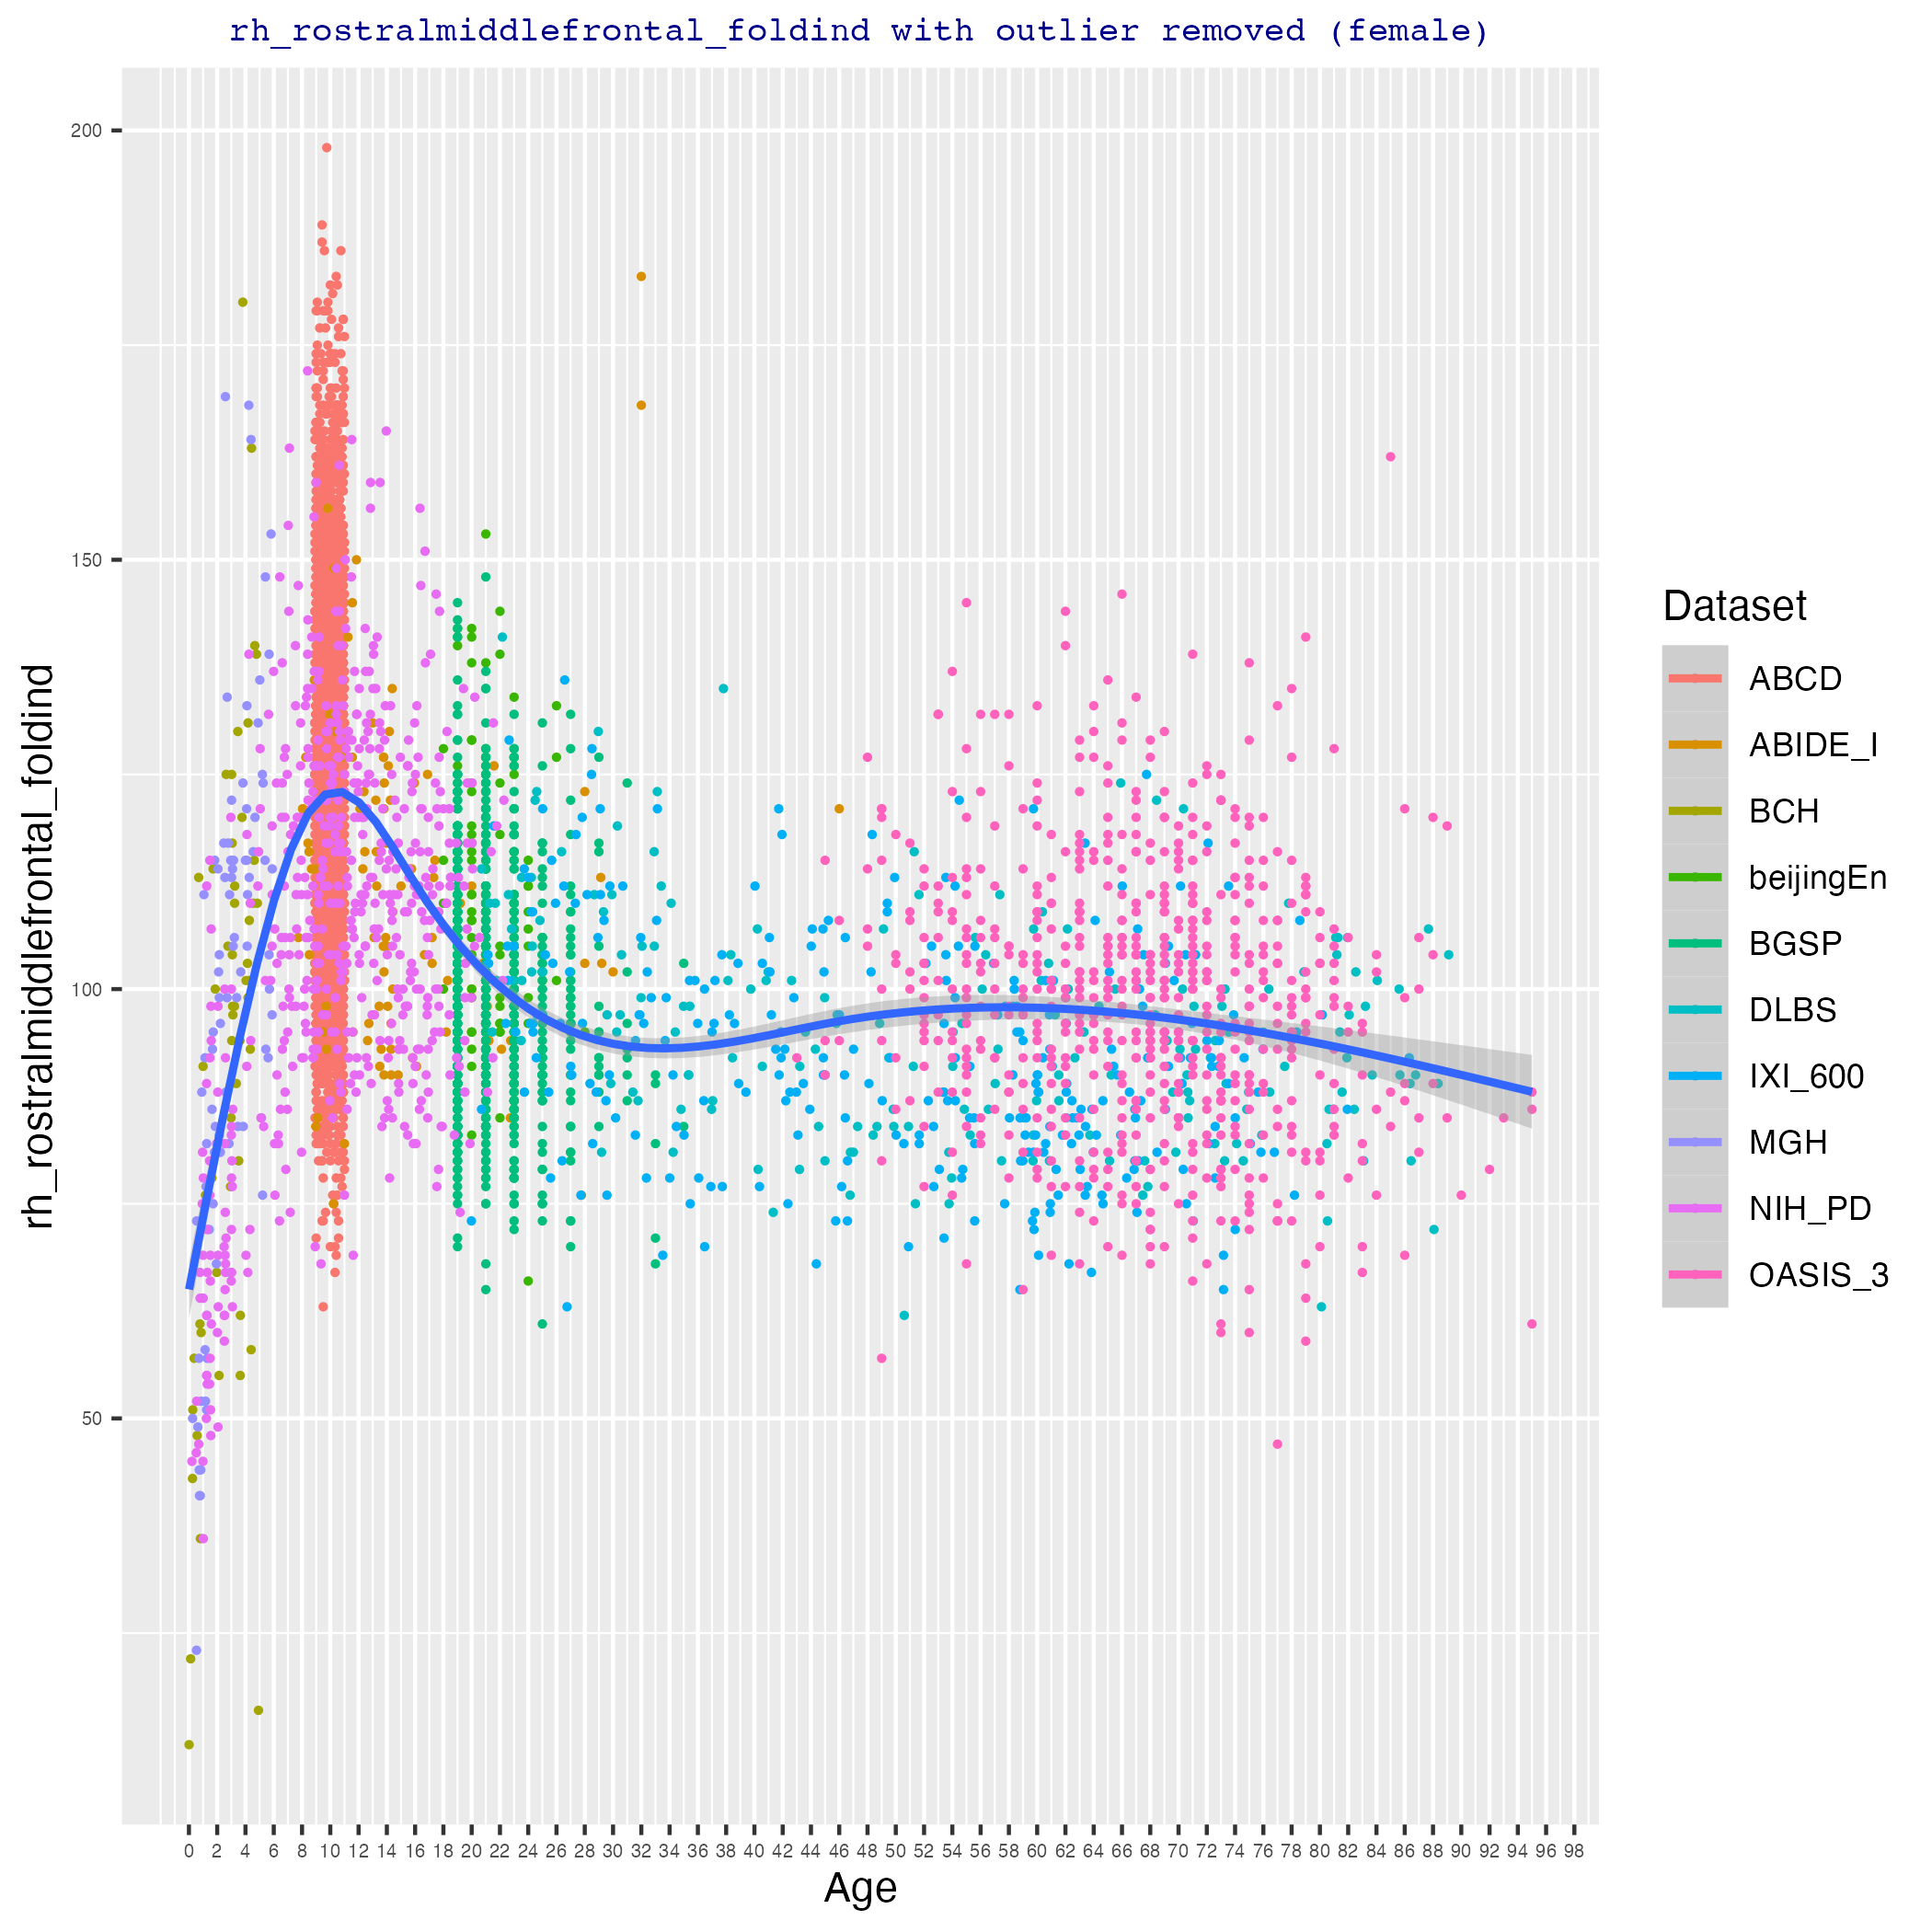 rh_rostralmiddlefrontal_foldind with outlier removed (female)
rh_rostralmiddlefrontal_foldind
200
150
100
50
0 2 4 6 8 10 12 14 16 18 20 22 24 26 28 30 32 34 36 38 40 42 44 46 48 50 52 54 56 58 60 62 64 66 68 70 72 74 76 78 80 82 84 86 88 90 92 94 96 98
Age
Dataset
ABCD
ABIDE_I
BCH
beijingEn
BGSP
DLBS
IXI_600
MGH
NIH_PD
OASIS_3